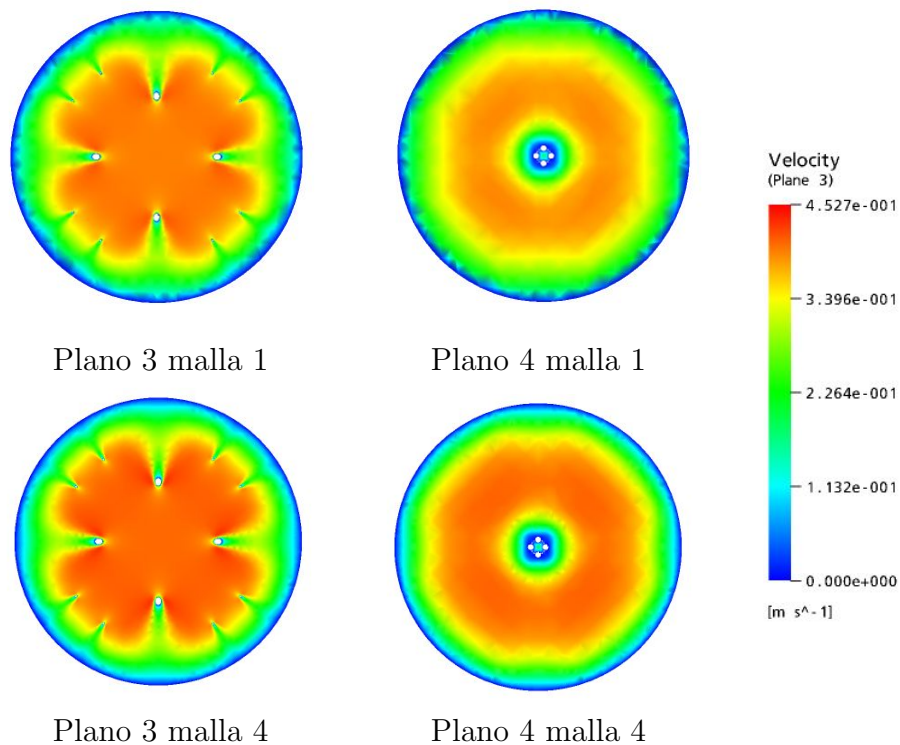 Plano 3 malla 1
Plano 4 malla 1
Plano 3 malla 4
Plano 4 malla 4
Velocity
(Plane 3)
4.527e-001
3.396e-001
2.264e-001
1.132e-001
0.000e+000
[m s^-1]